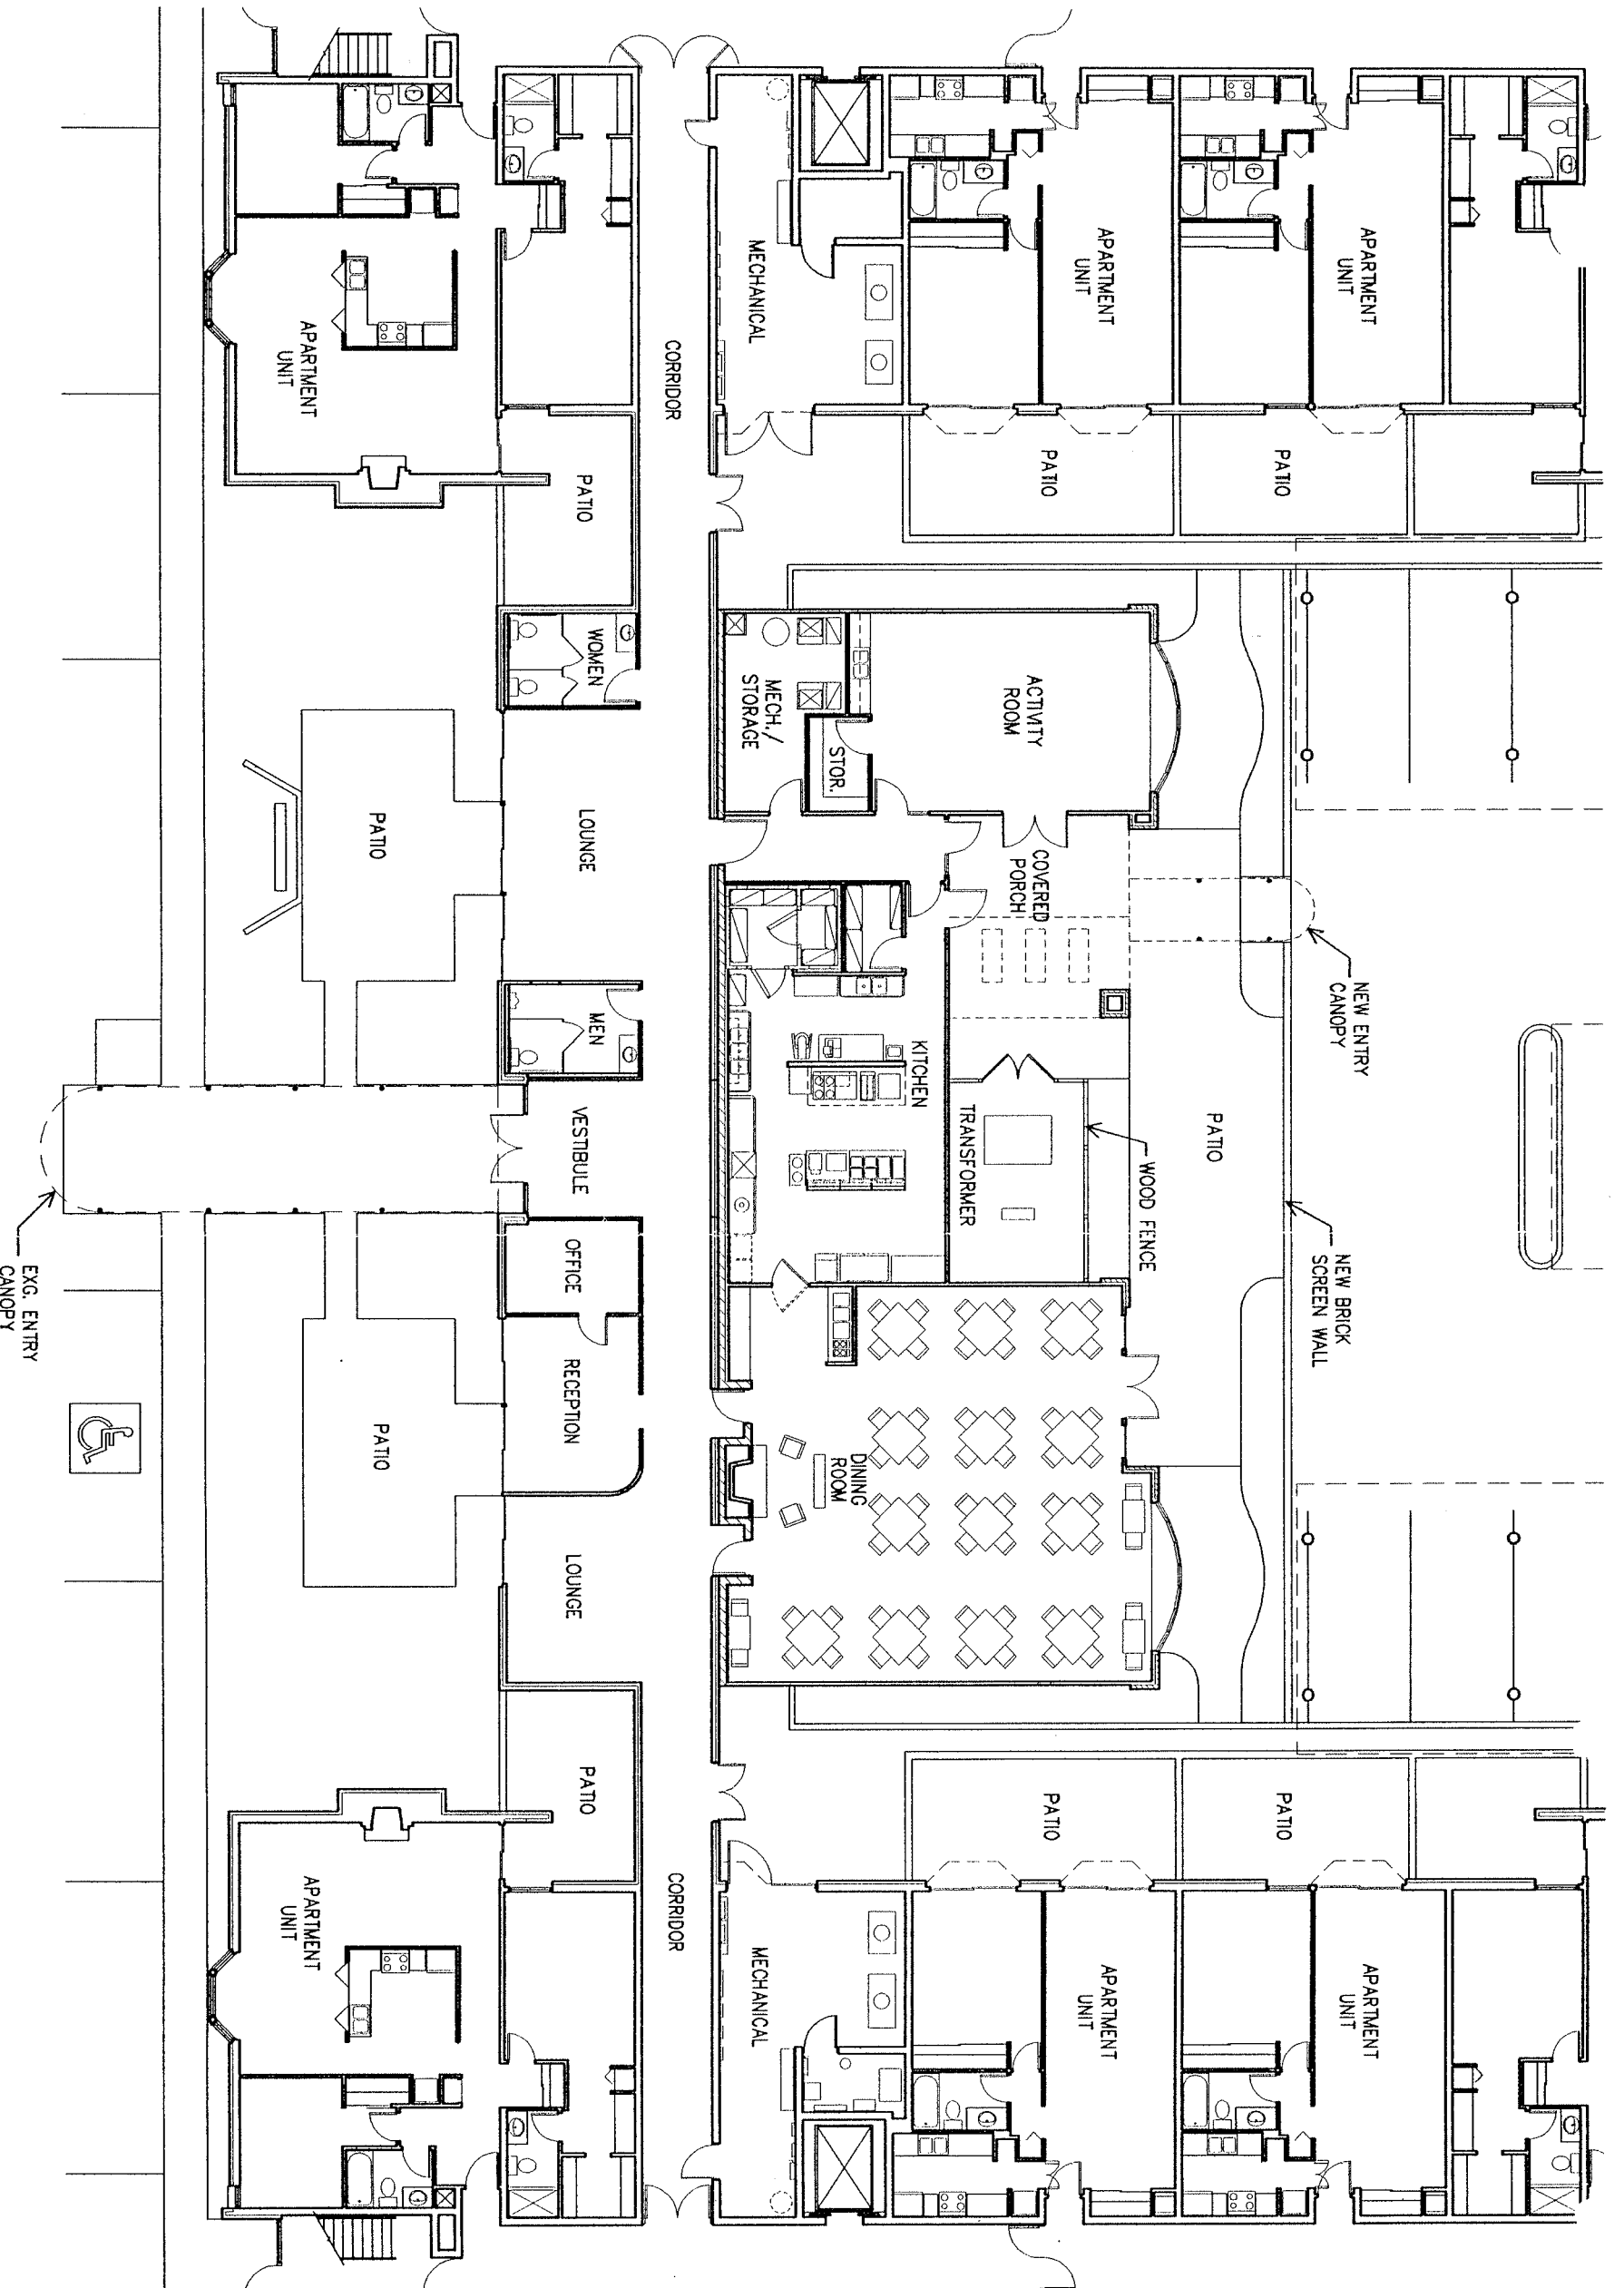 APARTMENT
UNIT
APARTMENT
UNIT
MECHANICAL
CORRIDOR
APARTMENT
UNIT
PATIO
PATIO
PATIO
WOMEN
MECH./
STORAGE
STOR.
ACTIVITY
ROOM
LOUNGE
PATIO
COVERED
PORCH
NEW ENTRY
CANOPY
MEN
KITCHEN
TRANSFORMER
WOOD FENCE
PATIO
NEW BRICK
SCREEN WALL
VESTIBULE
OFFICE
RECEPTION
EXG. ENTRY
CANOPY
PATIO
DINING
ROOM
LOUNGE
PATIO
PATIO
PATIO
CORRIDOR
MECHANICAL
APARTMENT
UNIT
APARTMENT
UNIT
APARTMENT
UNIT